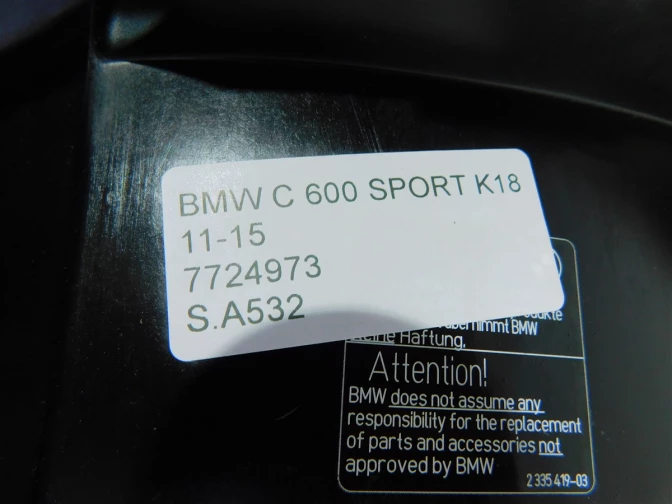 BMW C 600 SPORT K18
11-15
7724973
S.A532
übernimmt BMW
keine Haftung.
Attention!
BMW does not assume any
responsibility for the replacement
of parts and accessories not
approved by BMW
2 335 419-03